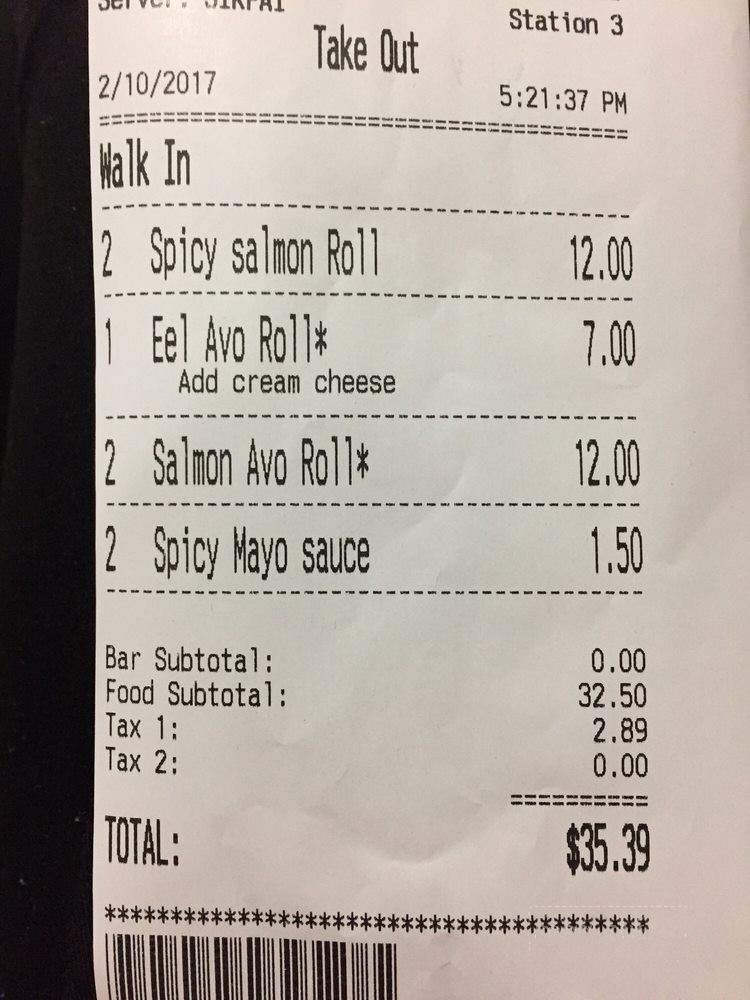 Station 3
Take Out
2/10/2017 5:21:37 PM
==========================================
Walk In
------------------------------------------
2 Spicy salmon Roll 12.00
------------------------------------------
1 Eel Avo Roll* 7.00
Add cream cheese
------------------------------------------
2 Salmon Avo Roll* 12.00
------------------------------------------
2 Spicy Mayo sauce 1.50
------------------------------------------
Bar Subtotal: 0.00
Food Subtotal: 32.50
Tax 1: 2.89
Tax 2: 0.00
==========
TOTAL: $35.39
******************************************